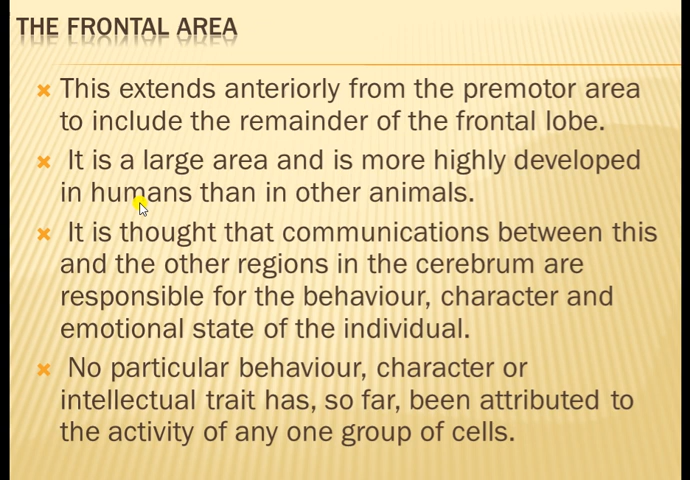 THE FRONTAL AREA
This extends anteriorly from the premotor area
to include the remainder of the frontal lobe.
It is a large area and is more highly developed
in humans than in other animals.
It is thought that communications between this
and the other regions in the cerebrum are
responsible for the behaviour, character and
emotional state of the individual.
No particular behaviour, character or
intellectual trait has, so far, been attributed to
the activity of any one group of cells.